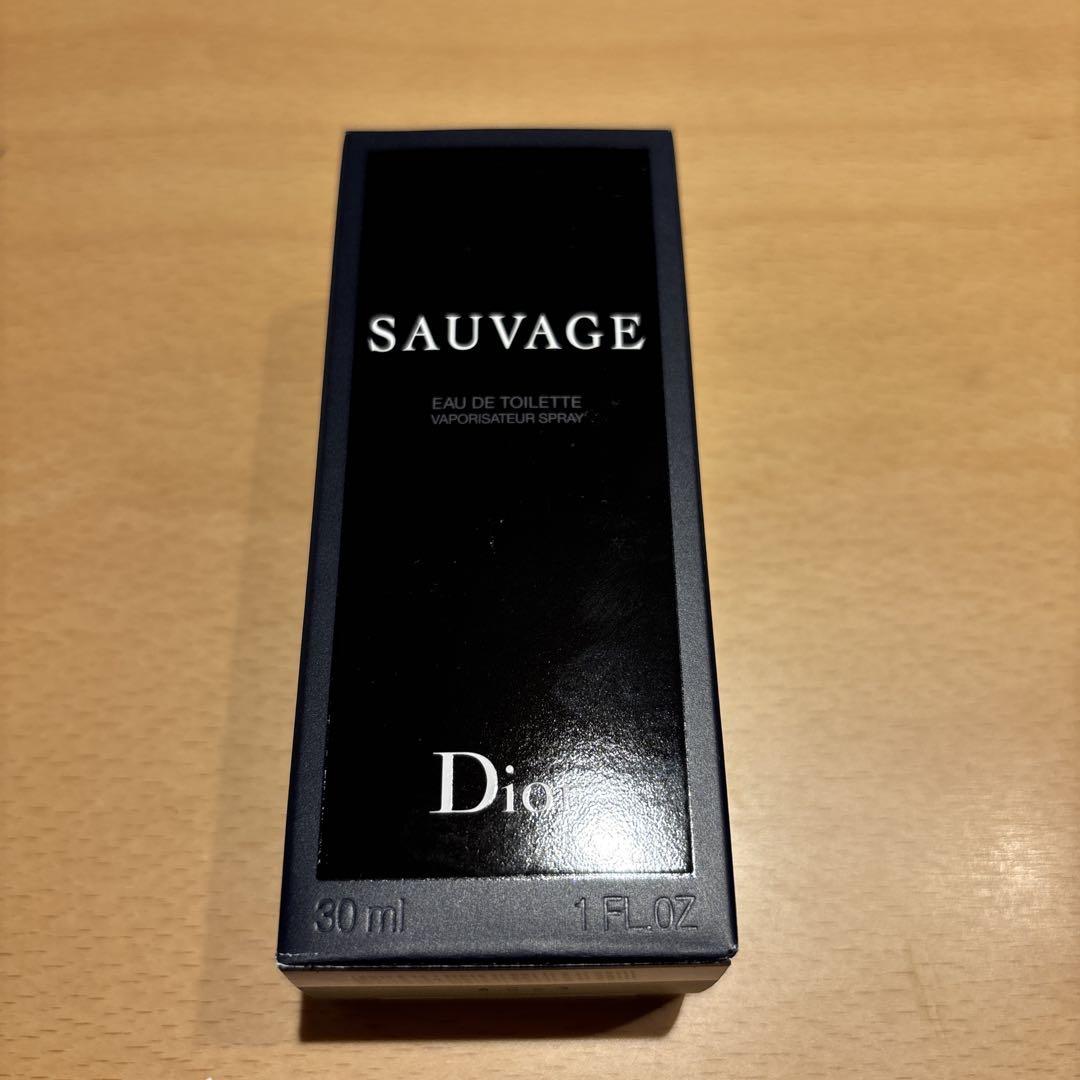 SAUVAGE
EAU DE TOILETTE
VAPORISATEUR SPRAY
Dior
30 ml 1 FL.OZ